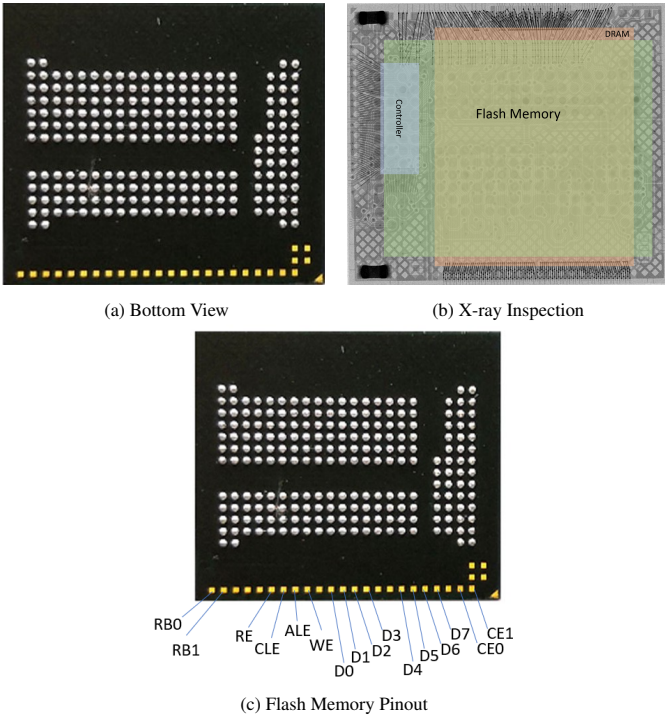 DRAM
Controller
Flash Memory
(a) Bottom View
(b) X-ray Inspection
RB0
RB1
RE
CLE
ALE
WE
D0
D1
D2
D3
D4
D5
D6
D7
CE0
CE1
(c) Flash Memory Pinout